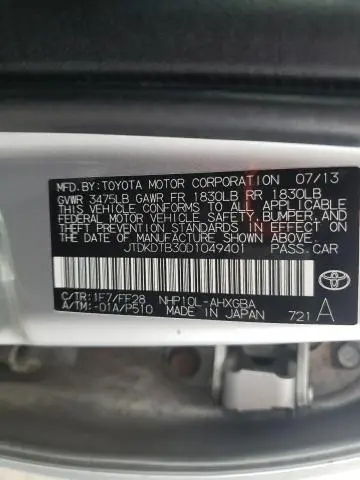 MFD.BY:TOYOTA MOTOR CORPORATION 07/13
GVWR 3475LB GAWR FR 1830LB RR 1830LB
THIS VEHICLE CONFORMS TO ALL APPLICABLE
FEDERAL MOTOR VEHICLE SAFETY, BUMPER, AND
THEFT PREVENTION STANDARDS IN EFFECT ON
THE DATE OF MANUFACTURE SHOWN ABOVE.
JTDKDTB30D1049401 PASS.CAR
C/TR:1F7/FF28 NHP10L-AHXGBA
A/TM:-01A/P510 MADE IN JAPAN 721 A